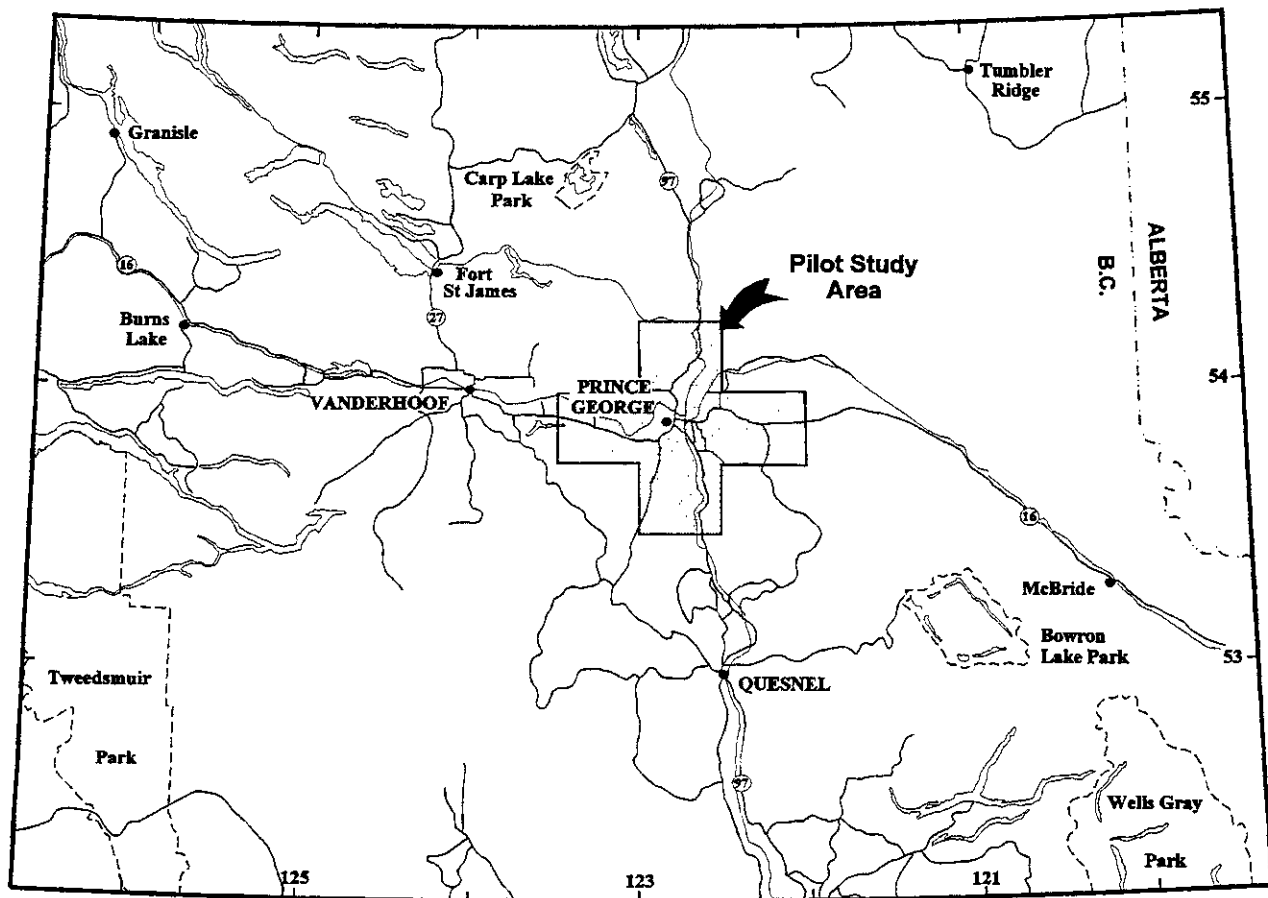 Tumbler
Ridge
55
Granisle
Carp Lake
Park
97
ALBERTA
B.C.
16
Pilot Study
Area
Fort
St James
27
Burns
Lake
54
PRINCE
GEORGE
VANDERHOOF
16
McBride
Bowron
Lake Park
53
Tweedsmuir
Park
QUESNEL
97
Wells Gray
Park
125
123
121